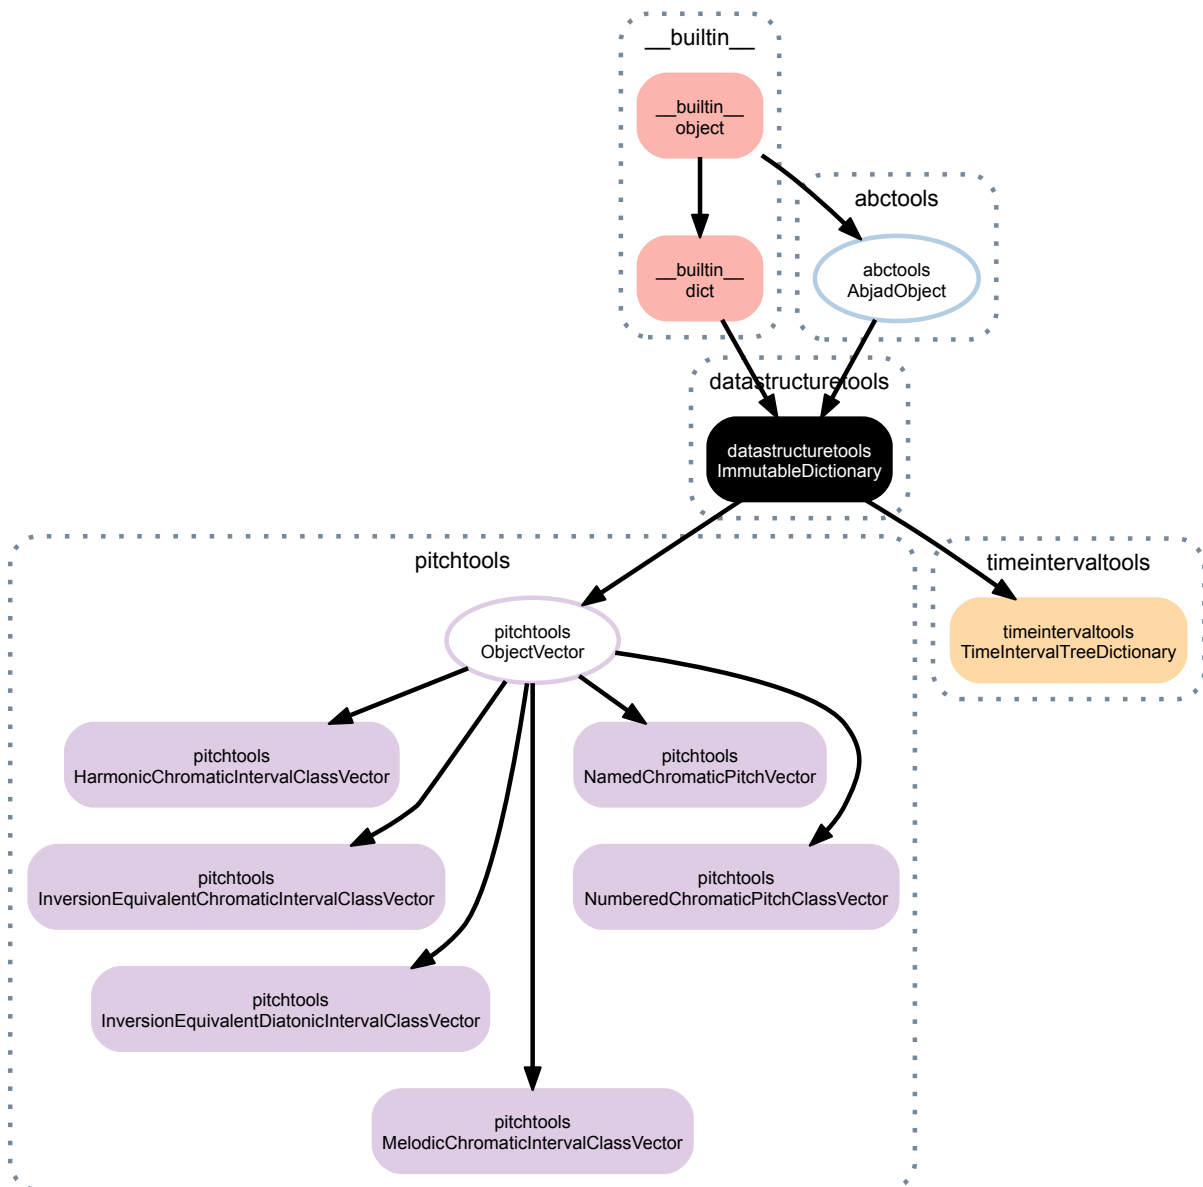 __builtin__
__builtin__
object
abctools
__builtin__
dict
abctools
AbjadObject
datastructuretools
datastructuretools
ImmutableDictionary
pitchtools
timeintervaltools
pitchtools
ObjectVector
timeintervaltools
TimeIntervalTreeDictionary
pitchtools
HarmonicChromaticIntervalClassVector
pitchtools
NamedChromaticPitchVector
pitchtools
InversionEquivalentChromaticIntervalClassVector
pitchtools
NumberedChromaticPitchClassVector
pitchtools
InversionEquivalentDiatonicIntervalClassVector
pitchtools
MelodicChromaticIntervalClassVector